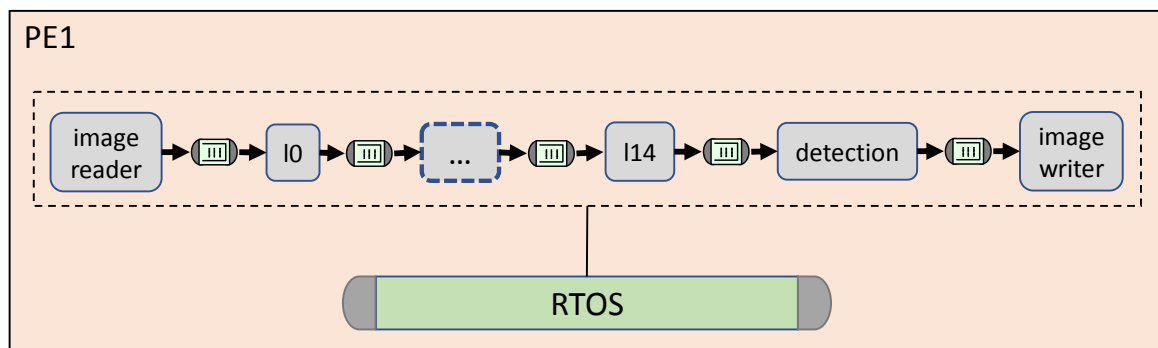 PE1
image
reader
l0
...
l14
detection
image
writer
RTOS